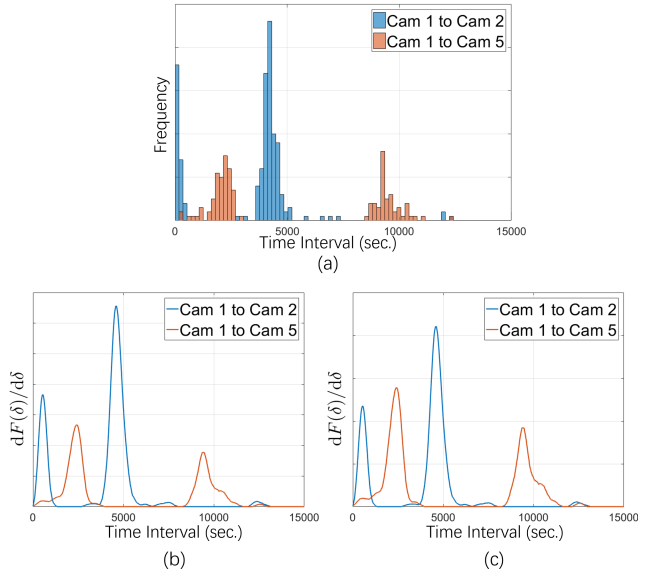 Cam 1 to Cam 2
Cam 1 to Cam 5
Frequency
0 5000 10000 15000
Time Interval (sec.)
(a)
Cam 1 to Cam 2
Cam 1 to Cam 5
dF(δ)/dδ
0 5000 10000 15000
Time Interval (sec.)
(b)
Cam 1 to Cam 2
Cam 1 to Cam 5
dF(δ)/dδ
0 5000 10000 15000
Time Interval (sec.)
(c)